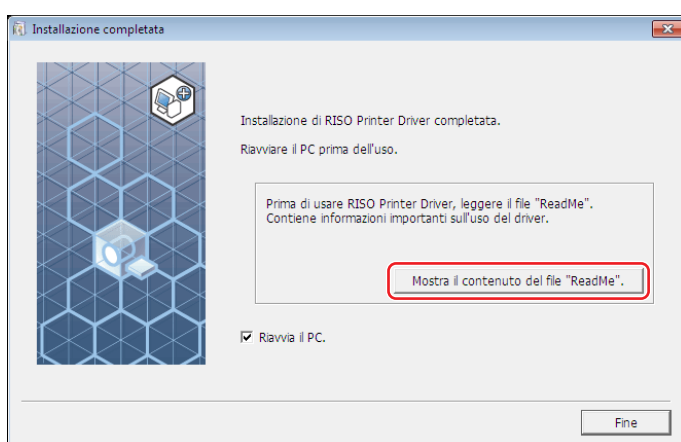 Installazione completata
Installazione di RISO Printer Driver completata.
Riavviare il PC prima dell'uso.
Prima di usare RISO Printer Driver, leggere il file "ReadMe".
Contiene informazioni importanti sull'uso del driver.
Mostra il contenuto del file "ReadMe".
Riavvia il PC.
Fine